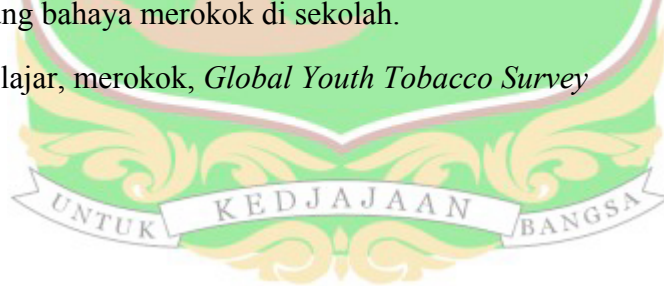 ng bahaya merokok di sekolah.
lajar, merokok, Global Youth Tobacco Survey
UNTUK KEDJAJAAN BANGSA